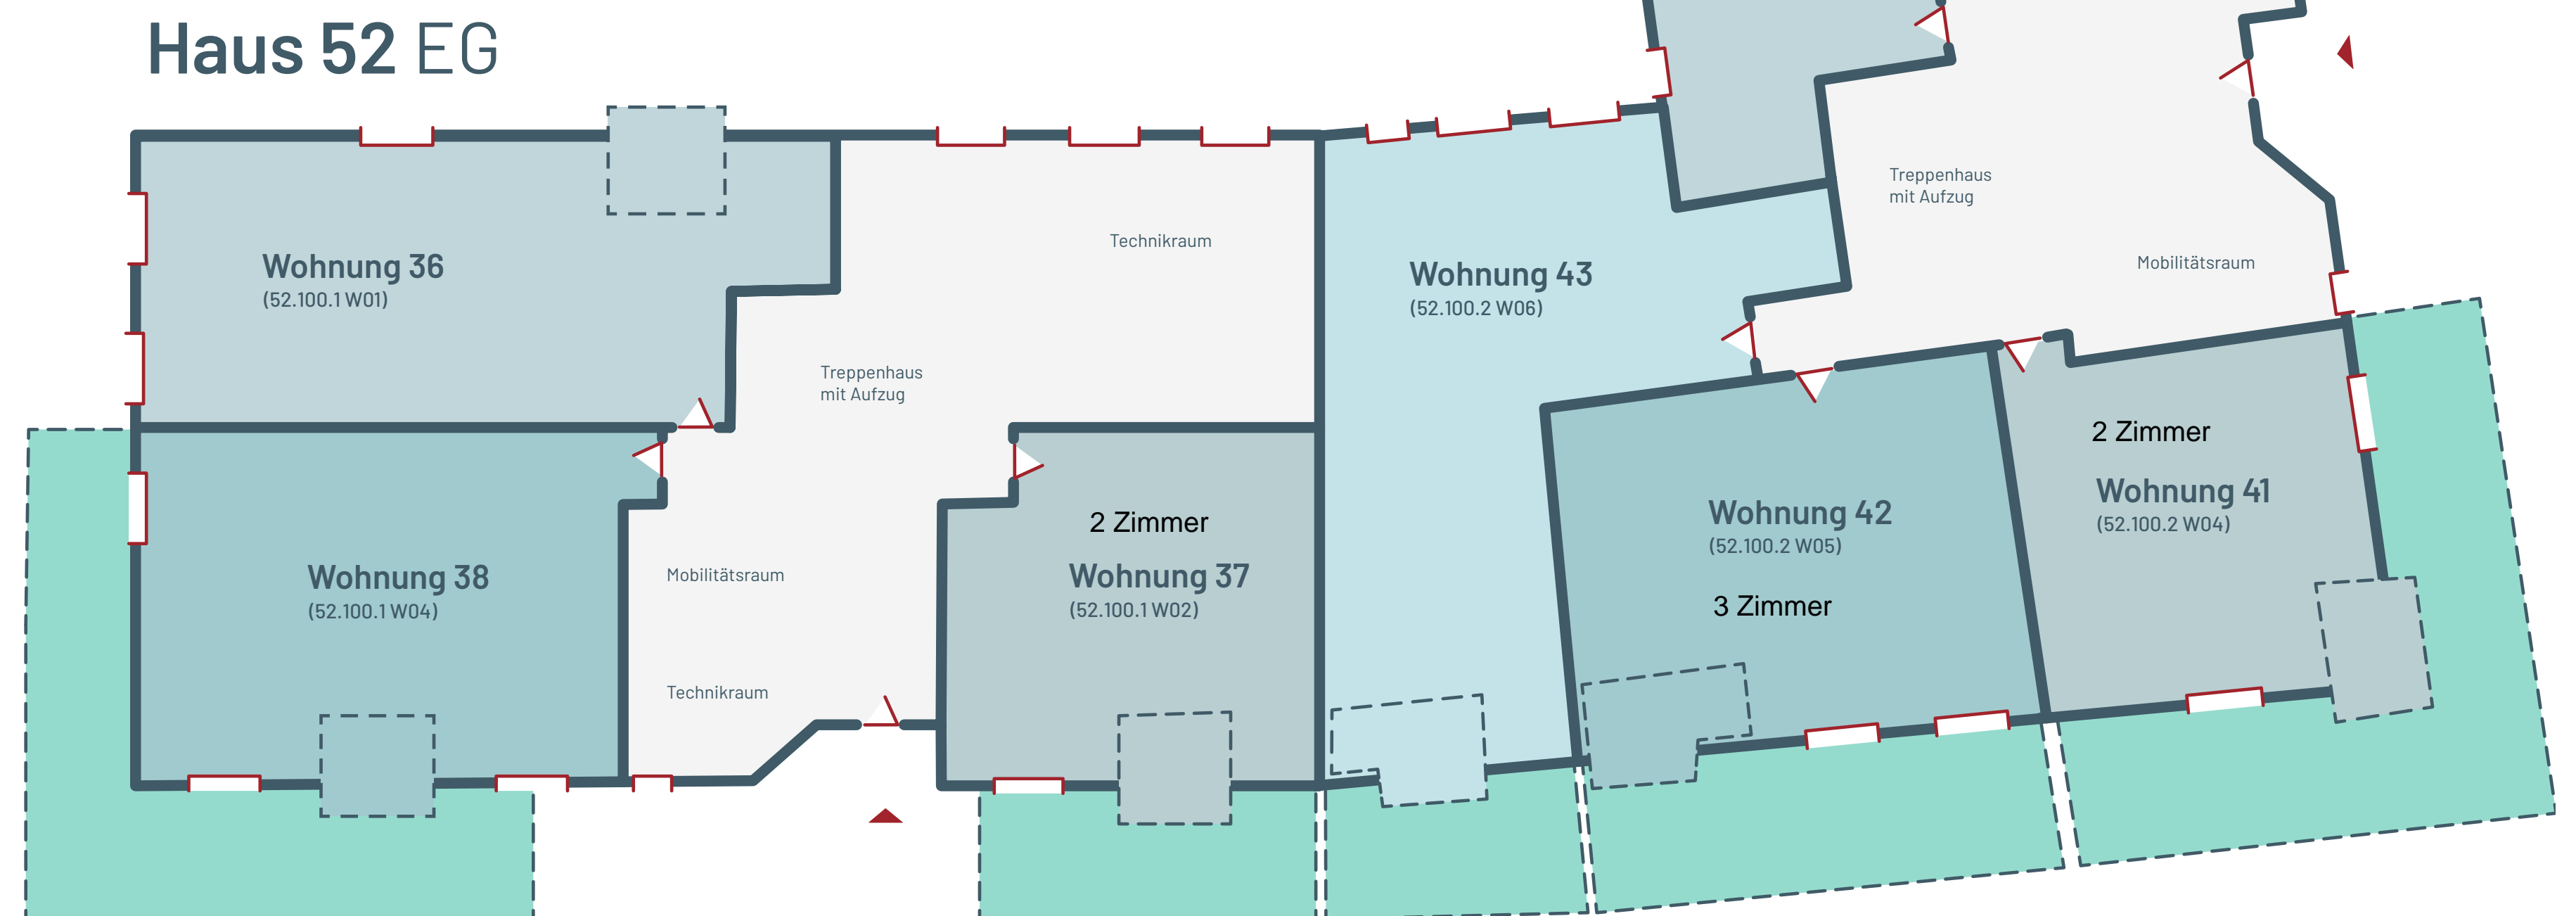 Haus 52 EG
Wohnung 36
(52.100.1 W01)
Technikraum
Treppenhaus
mit Aufzug
Wohnung 38
(52.100.1 W04)
Mobilitätsraum
Technikraum
2 Zimmer
Wohnung 37
(52.100.1 W02)
Wohnung 43
(52.100.2 W06)
Treppenhaus
mit Aufzug
Mobilitätsraum
Wohnung 42
(52.100.2 W05)
3 Zimmer
2 Zimmer
Wohnung 41
(52.100.2 W04)